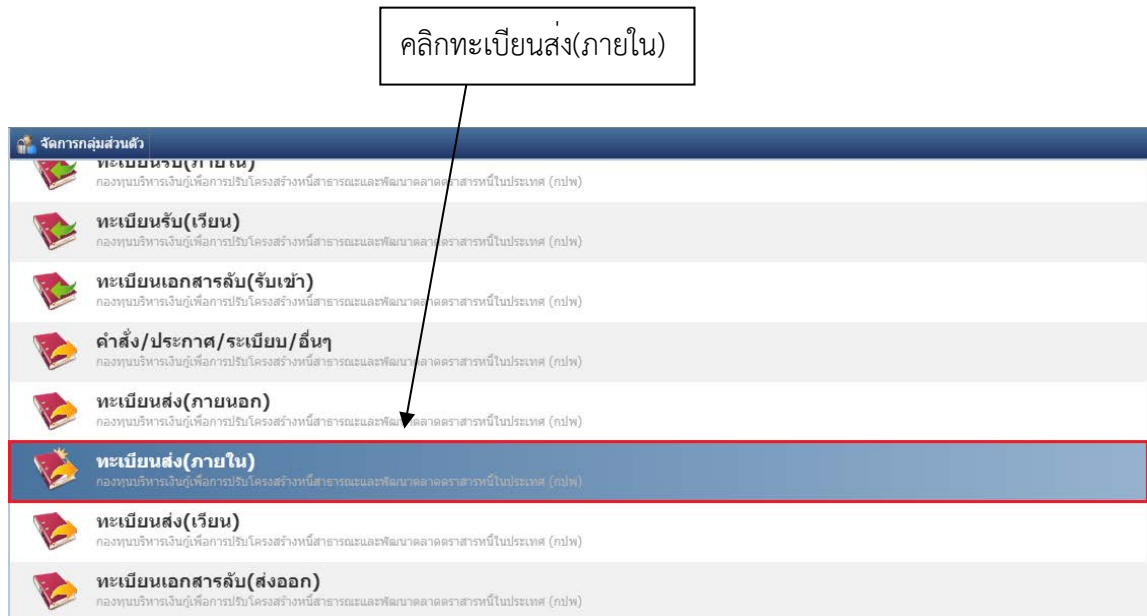 คลิกทะเบียนส่ง(ภายใน)
จัดการกลุ่มส่วนตัว
ทะเบียนรับ(ภายใน)
กองทุนบริหารเงินกู้เพื่อการปรับโครงสร้างหนี้สาธารณะและพัฒนาตลาดตราสารหนี้ในประเทศ (กปพ)
ทะเบียนรับ(เวียน)
กองทุนบริหารเงินกู้เพื่อการปรับโครงสร้างหนี้สาธารณะและพัฒนาตลาดตราสารหนี้ในประเทศ (กปพ)
ทะเบียนเอกสารลับ(รับเข้า)
กองทุนบริหารเงินกู้เพื่อการปรับโครงสร้างหนี้สาธารณะและพัฒนาตลาดตราสารหนี้ในประเทศ (กปพ)
คำสั่ง/ประกาศ/ระเบียบ/อื่นๆ
กองทุนบริหารเงินกู้เพื่อการปรับโครงสร้างหนี้สาธารณะและพัฒนาตลาดตราสารหนี้ในประเทศ (กปพ)
ทะเบียนส่ง(ภายนอก)
กองทุนบริหารเงินกู้เพื่อการปรับโครงสร้างหนี้สาธารณะและพัฒนาตลาดตราสารหนี้ในประเทศ (กปพ)
ทะเบียนส่ง(ภายใน)
กองทุนบริหารเงินกู้เพื่อการปรับโครงสร้างหนี้สาธารณะและพัฒนาตลาดตราสารหนี้ในประเทศ (กปพ)
ทะเบียนส่ง(เวียน)
กองทุนบริหารเงินกู้เพื่อการปรับโครงสร้างหนี้สาธารณะและพัฒนาตลาดตราสารหนี้ในประเทศ (กปพ)
ทะเบียนเอกสารลับ(ส่งออก)
กองทุนบริหารเงินกู้เพื่อการปรับโครงสร้างหนี้สาธารณะและพัฒนาตลาดตราสารหนี้ในประเทศ (กปพ)